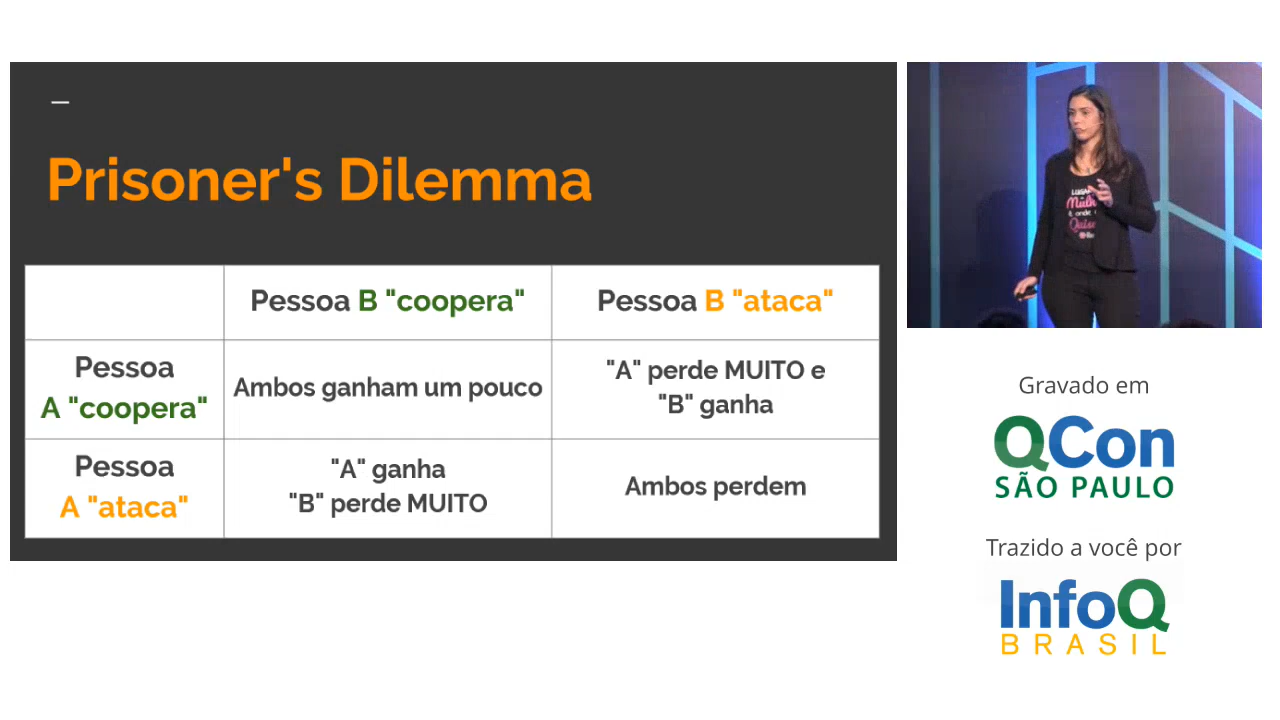 Prisoner's Dilemma
Pessoa B "coopera"
Pessoa B "ataca"
Pessoa
A "coopera"
Ambos ganham um pouco
"A" perde MUITO e
"B" ganha
Pessoa
A "ataca"
"A" ganha
"B" perde MUITO
Ambos perdem
Gravado em
QCon
SÃO PAULO
Trazido a você por
InfoQ
BRASIL